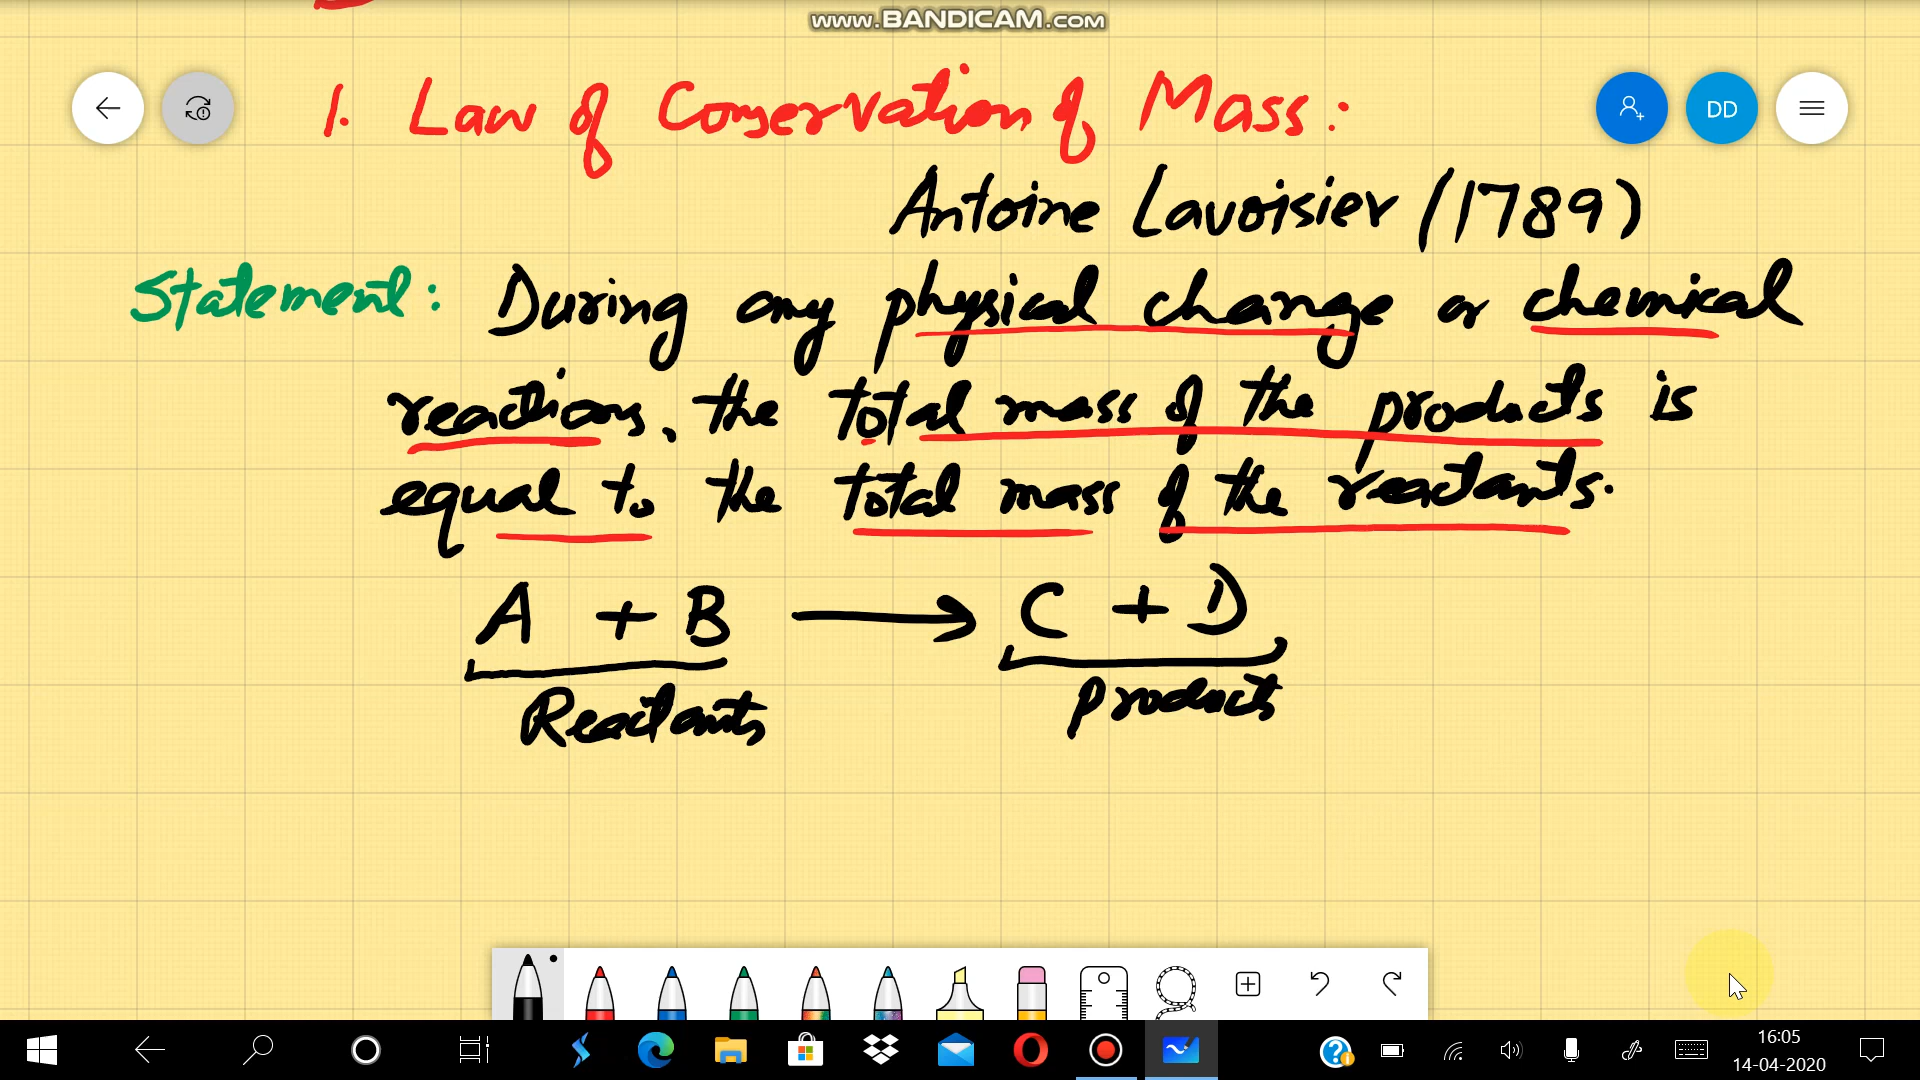 www.BANDICAM.com
1. Law of Conservation of Mass :
DD
Antoine Lavoisier (1789)
Statement : During any physical change or chemical
reactions, the total mass of the products is
equal to the total mass of the reactants.
A + B → C + D
Reactants Products
16:05
14-04-2020